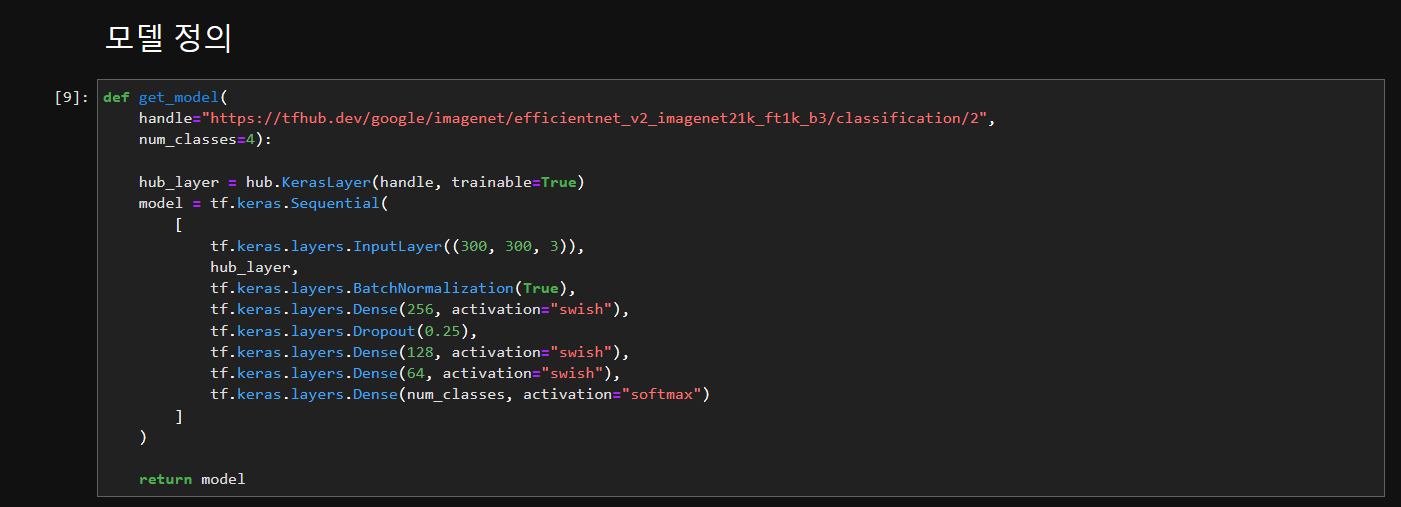 모델 정의
[9]: def get_model(
    handle="https://tfhub.dev/google/imagenet/efficientnet_v2_imagenet21k_ft1k_b3/classification/2",
    num_classes=4):
    hub_layer = hub.KerasLayer(handle, trainable=True)
    model = tf.keras.Sequential(
        [
            tf.keras.layers.InputLayer((300, 300, 3)),
            hub_layer,
            tf.keras.layers.BatchNormalization(True),
            tf.keras.layers.Dense(256, activation="swish"),
            tf.keras.layers.Dropout(0.25),
            tf.keras.layers.Dense(128, activation="swish"),
            tf.keras.layers.Dense(64, activation="swish"),
            tf.keras.layers.Dense(num_classes, activation="softmax")
        ]
    )
    return model